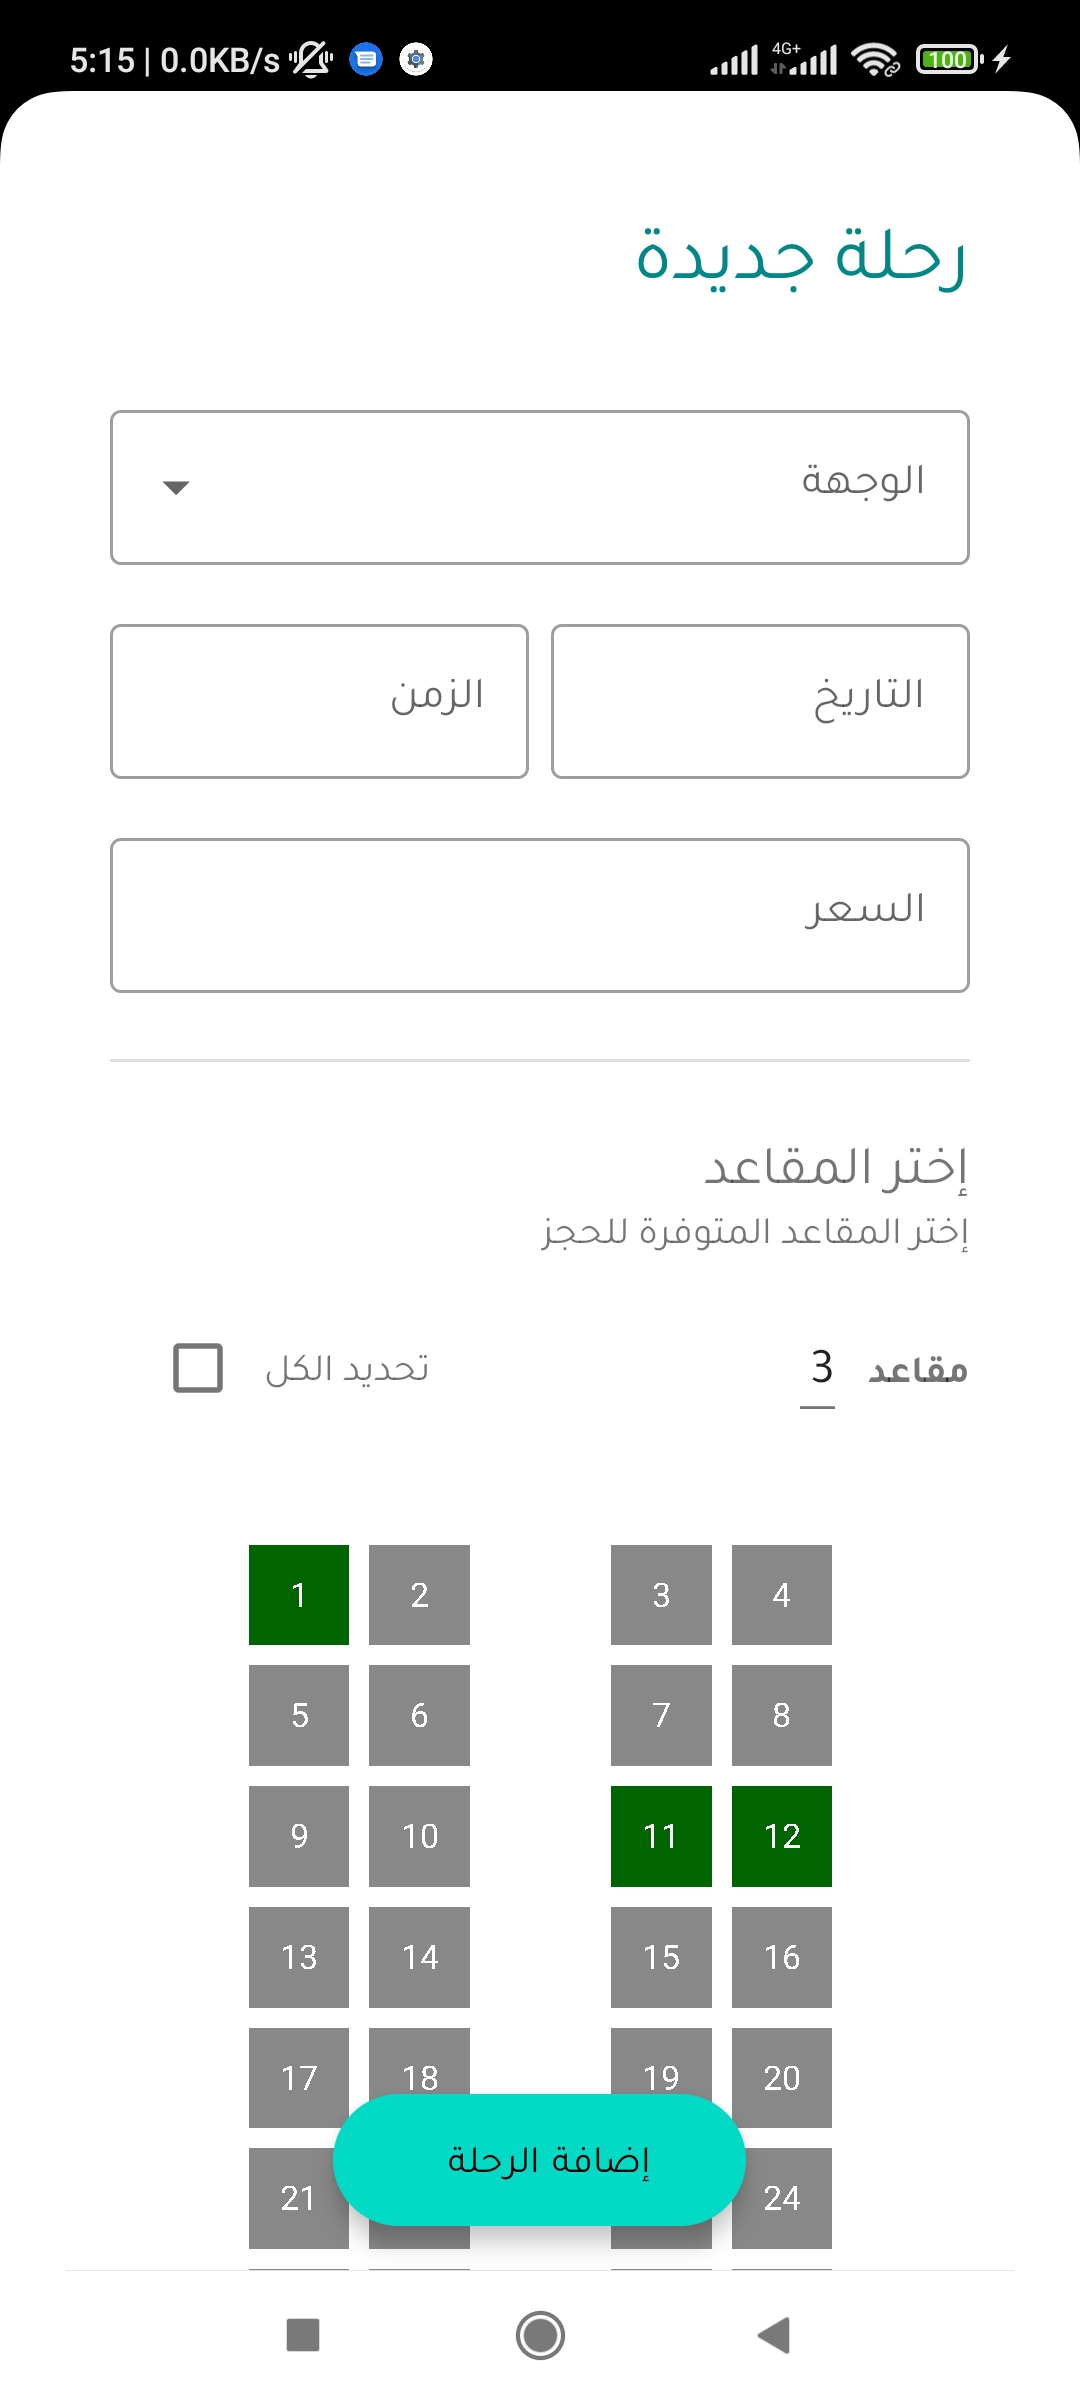 5:15 | 0.0KB/s 4G+ 100
رحلة جديدة
الوجهة
التاريخ الزمن
السعر
إختر المقاعد
إختر المقاعد المتوفرة للحجز
مقاعد 3 تحديد الكل
1 2 3 4
5 6 7 8
9 10 11 12
13 14 15 16
17 18 19 20
21 24
إضافة الرحلة